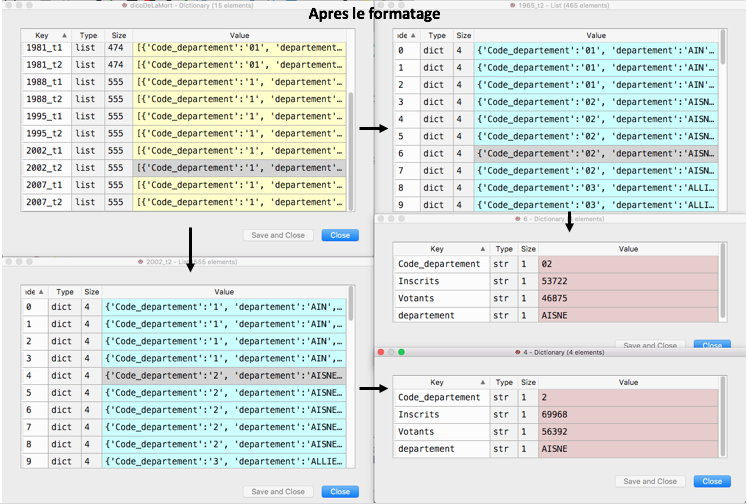 Apres le formatage
dicoDeLaMort - Dictionary (15 elements)
Key Type Size Value
1981_t1 list 474 [{'Code_departement':'01', 'departement…
1981_t2 list 474 [{'Code_departement':'01', 'departement…
1988_t1 list 555 [{'Code_departement':'1', 'departement'…
1988_t2 list 555 [{'Code_departement':'1', 'departement'…
1995_t1 list 555 [{'Code_departement':'1', 'departement'…
1995_t2 list 555 [{'Code_departement':'1', 'departement'…
2002_t1 list 555 [{'Code_departement':'1', 'departement'…
2002_t2 list 555 [{'Code_departement':'1', 'departement'…
2007_t1 list 555 [{'Code_departement':'1', 'departement'…
2007_t2 list 555 [{'Code_departement':'1', 'departement'…
Save and Close Close
1965_t2 - List (465 elements)
Type Size Value
0 dict 4 {'Code_departement':'01', 'departement':'AIN'…
1 dict 4 {'Code_departement':'01', 'departement':'AIN'…
2 dict 4 {'Code_departement':'01', 'departement':'AIN'…
3 dict 4 {'Code_departement':'02', 'departement':'AISN…
4 dict 4 {'Code_departement':'02', 'departement':'AISN…
5 dict 4 {'Code_departement':'02', 'departement':'AISN…
6 dict 4 {'Code_departement':'02', 'departement':'AISN…
7 dict 4 {'Code_departement':'02', 'departement':'AISN…
8 dict 4 {'Code_departement':'03', 'departement':'ALLI…
9 dict 4 {'Code_departement':'03', 'departement':'ALLI…
6 - Dictionary elements)
Key Type Size Value
Code_departement str 1 02
Inscrits str 1 53722
Votants str 1 46875
departement str 1 AISNE
Save and Close Close
2002_t2 - List (555 elements)
Type Size Value
0 dict 4 {'Code_departement':'1', 'departement':'AIN',…
1 dict 4 {'Code_departement':'1', 'departement':'AIN',…
2 dict 4 {'Code_departement':'1', 'departement':'AIN',…
3 dict 4 {'Code_departement':'1', 'departement':'AIN',…
4 dict 4 {'Code_departement':'2', 'departement':'AISNE…
5 dict 4 {'Code_departement':'2', 'departement':'AISNE…
6 dict 4 {'Code_departement':'2', 'departement':'AISNE…
7 dict 4 {'Code_departement':'2', 'departement':'AISNE…
8 dict 4 {'Code_departement':'2', 'departement':'AISNE…
9 dict 4 {'Code_departement':'3', 'departement':'ALLIE…
Save and Close Close
4 - Dictionary (4 elements)
Key Type Size Value
Code_departement str 1 2
Inscrits str 1 69968
Votants str 1 56392
departement str 1 AISNE
Save and Close Close